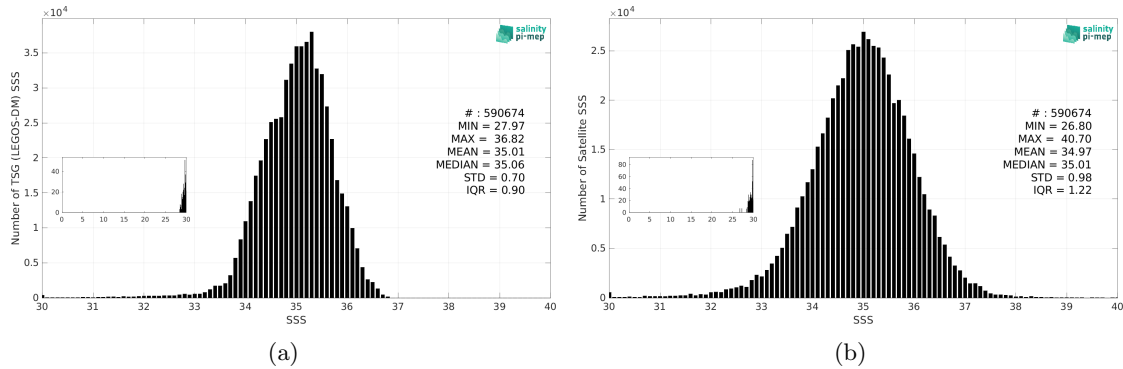 ×10⁴
salinity
pi-mep
Number of TSG (LEGOS-DM) SSS
3.5
3
2.5
2
1.5
1
0.5
0
# : 590674
MIN = 27.97
MAX = 36.82
MEAN = 35.01
MEDIAN = 35.06
STD = 0.70
IQR = 0.90
40
20
0
0 5 10 15 20 25 30
30 31 32 33 34 35 36 37 38 39 40
SSS
(a)
×10⁴
salinity
pi-mep
Number of Satellite SSS
2.5
2
1.5
1
0.5
0
# : 590674
MIN = 26.80
MAX = 40.70
MEAN = 34.97
MEDIAN = 35.01
STD = 0.98
IQR = 1.22
80
60
40
20
0
0 5 10 15 20 25 30
30 31 32 33 34 35 36 37 38 39 40
SSS
(b)